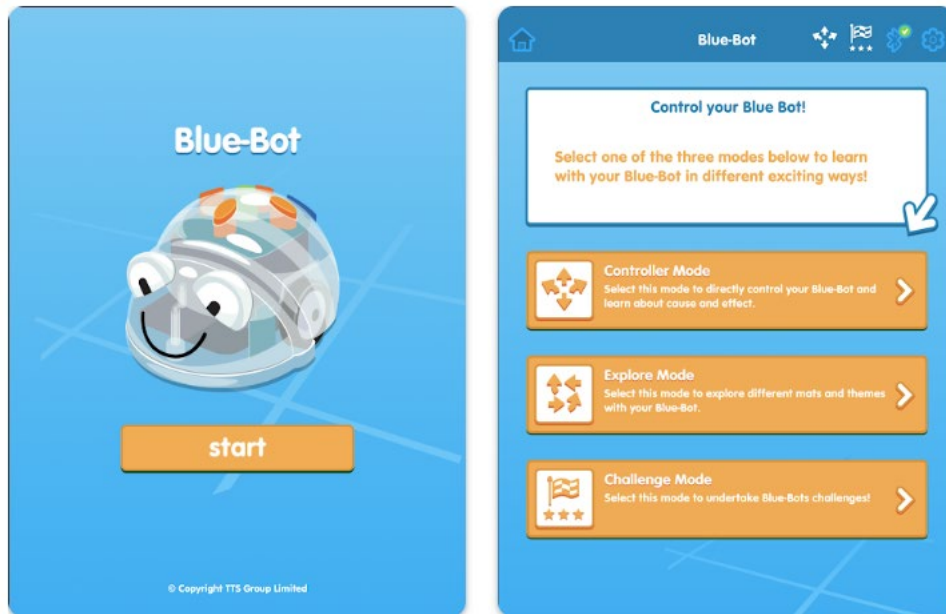 Blue-Bot
start
© Copyright TTS Group Limited
Blue-Bot
Control your Blue Bot!
Select one of the three modes below to learn
with your Blue-Bot in different exciting ways!
Controller Mode
Select this mode to directly control your Blue-Bot and
learn about cause and effect.
Explore Mode
Select this mode to explore different mats and themes
with your Blue-Bot.
Challenge Mode
Select this mode to undertake Blue-Bots challenges!